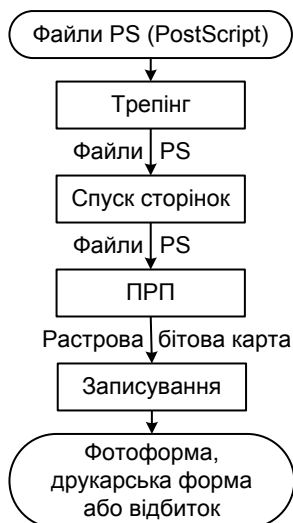 Файли PS (PostScript)
Трепінг
Файли PS
Спуск сторінок
Файли PS
ПРП
Растрова бітова карта
Записування
Фотоформа,
друкарська форма
або відбиток